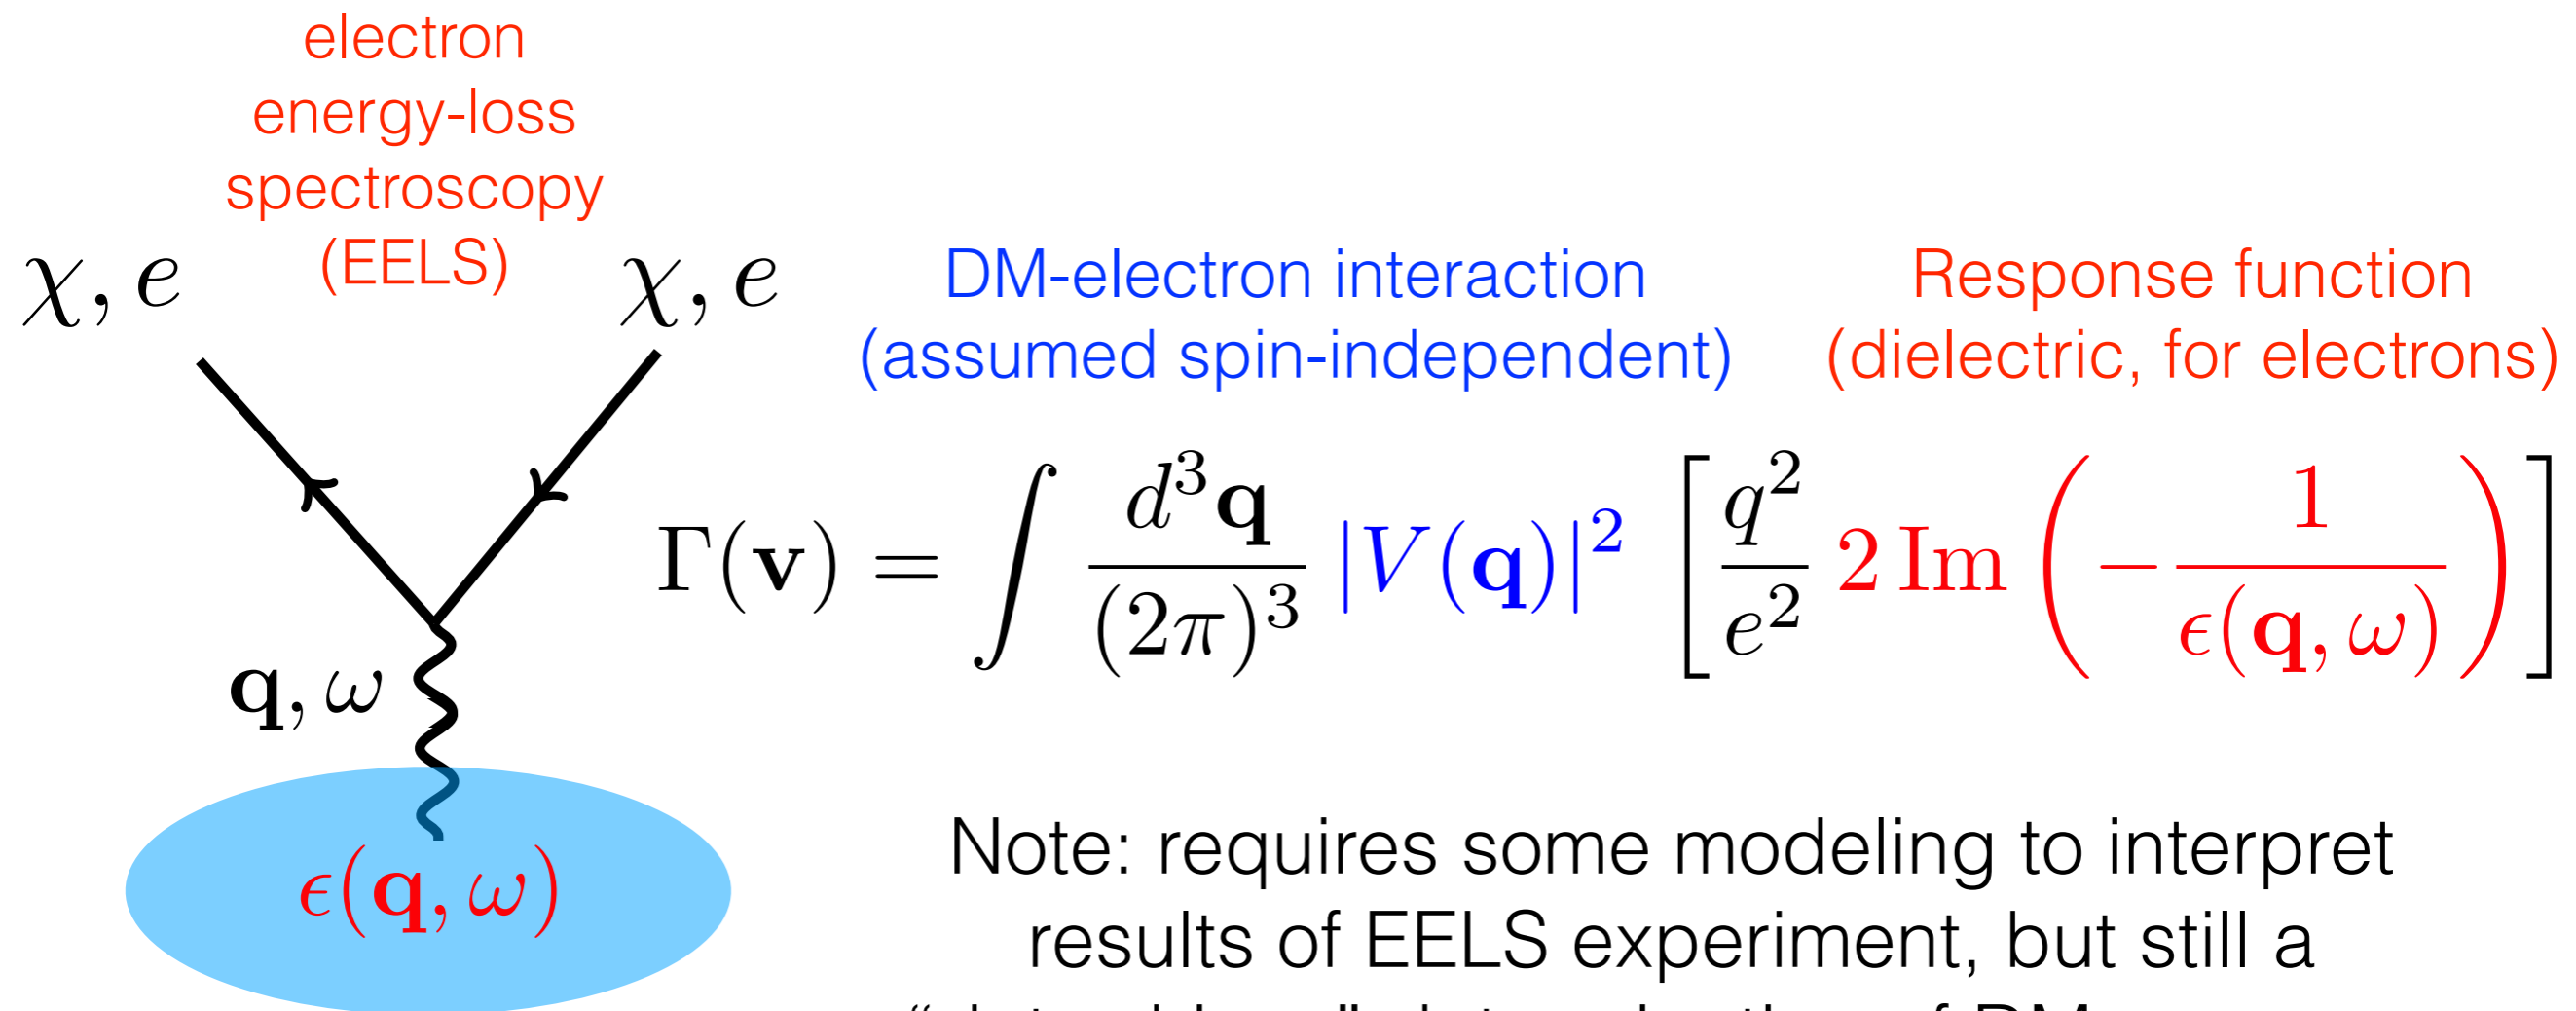 electron
energy-loss
spectroscopy
(EELS)
χ, e
χ, e
DM-electron interaction
(assumed spin-independent)
Response function
(dielectric, for electrons)
Γ(v) = ∫ d³q/(2π)³ |V(q)|² [q²/e² 2 Im (−1/ϵ(q, ω))]
q, ω
ϵ(q, ω)
Note: requires some modeling to interpret
results of EELS experiment, but still a